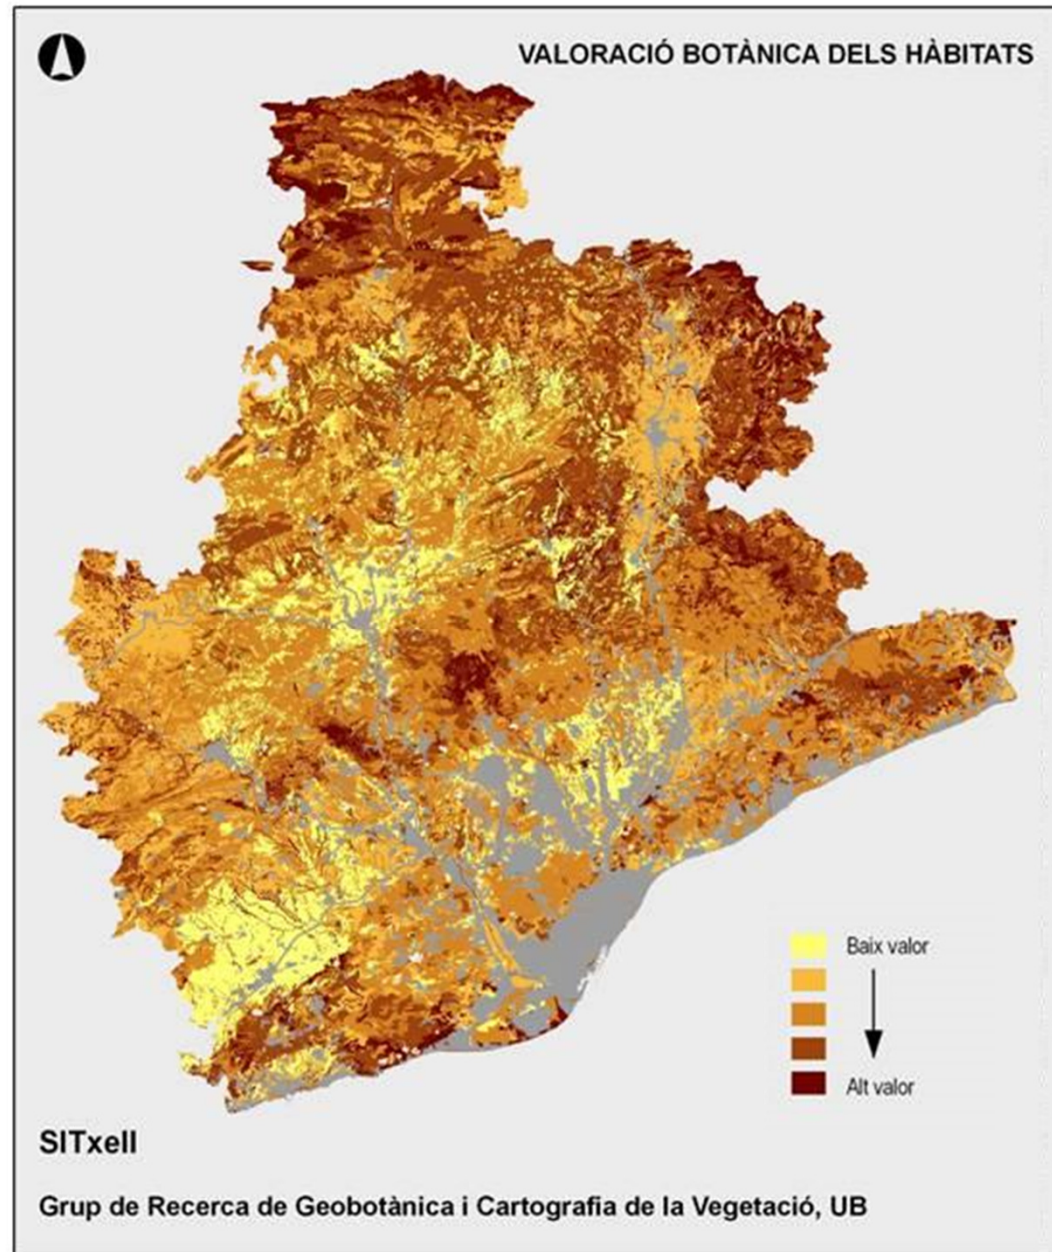 VALORACIÓ BOTÀNICA DELS HÀBITATS
Baix valor
Alt valor
SITxell
Grup de Recerca de Geobotànica i Cartografia de la Vegetació, UB